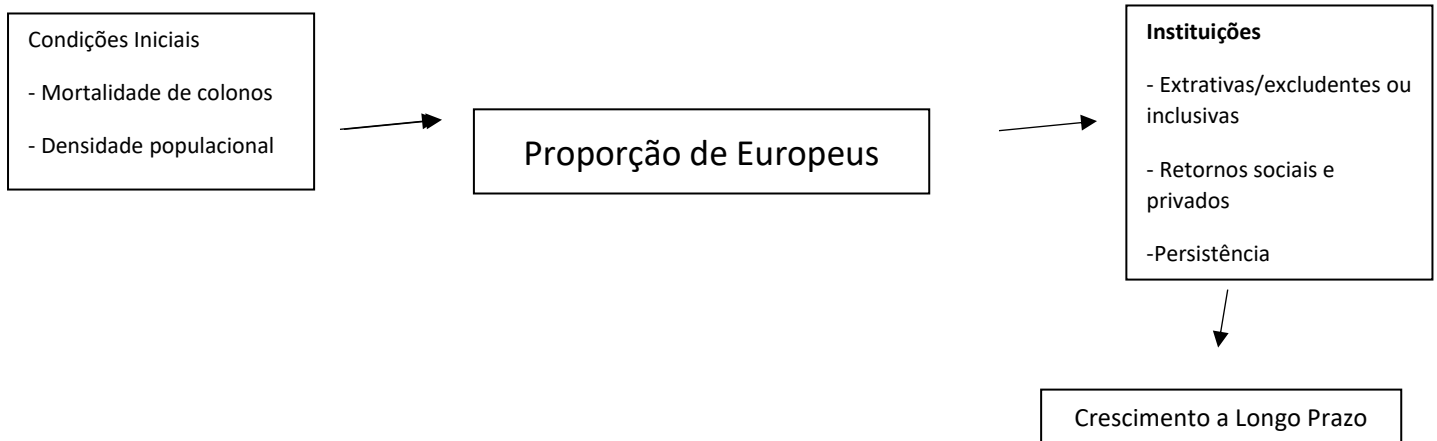 Condições Iniciais
- Mortalidade de colonos
- Densidade populacional
Proporção de Europeus
Instituições
- Extrativas/excludentes ou
inclusivas
- Retornos sociais e
privados
-Persistência
Crescimento a Longo Prazo